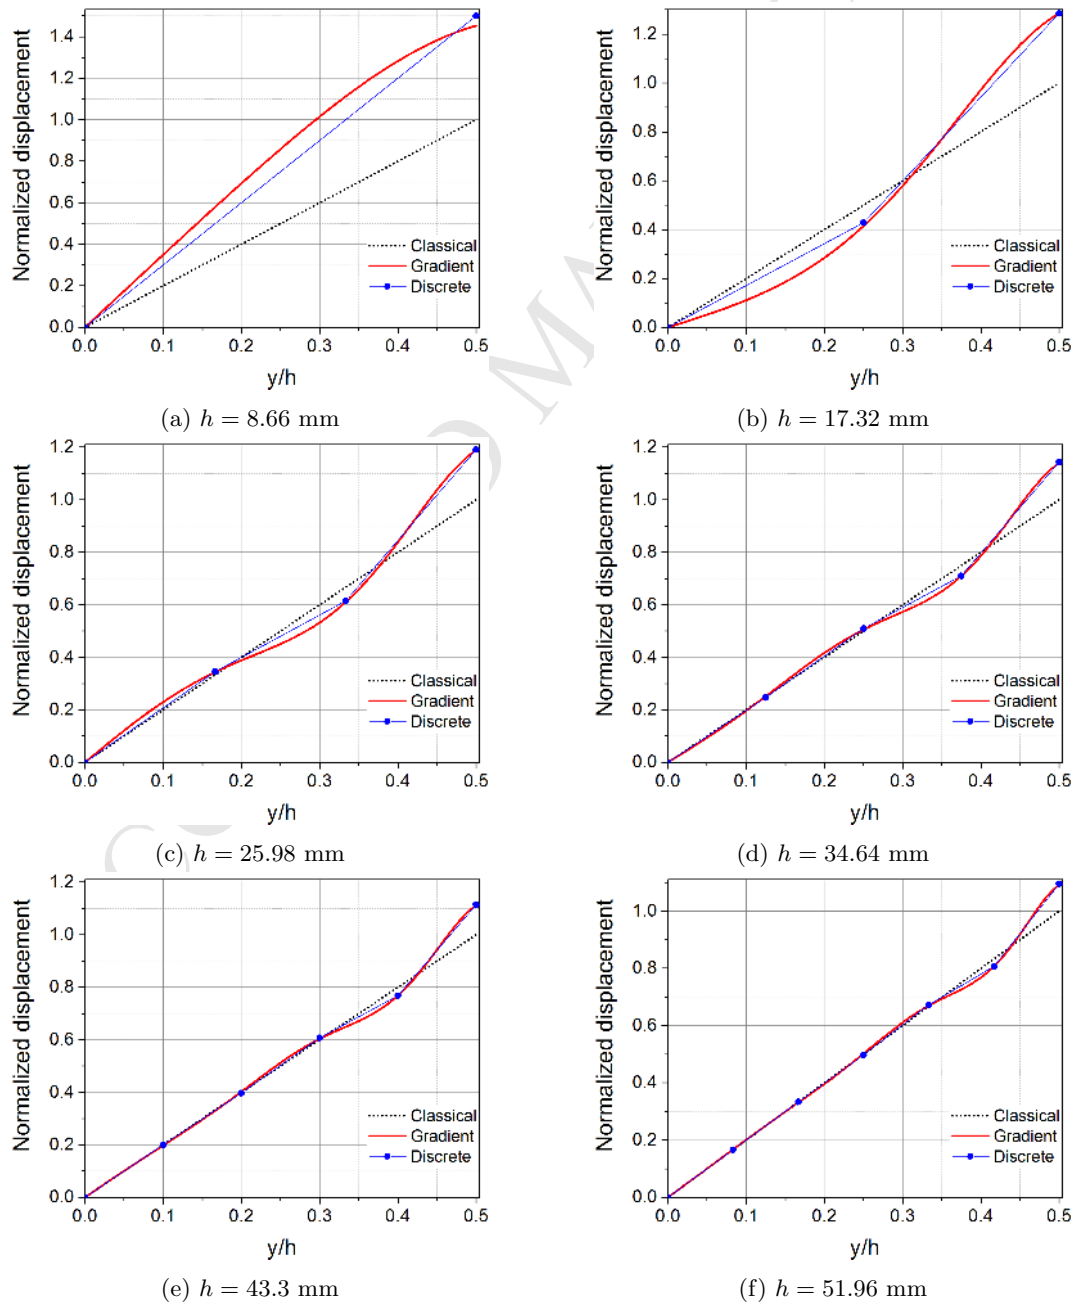 Normalized displacement
1.4
1.2
1.0
0.8
0.6
0.4
0.2
0.0
Classical
Gradient
Discrete
0.0 0.1 0.2 0.3 0.4 0.5
y/h
(a) h = 8.66 mm
Normalized displacement
1.2
1.0
0.8
0.6
0.4
0.2
0.0
Classical
Gradient
Discrete
0.0 0.1 0.2 0.3 0.4 0.5
y/h
(b) h = 17.32 mm
Normalized displacement
1.2
1.0
0.8
0.6
0.4
0.2
0.0
Classical
Gradient
Discrete
0.0 0.1 0.2 0.3 0.4 0.5
y/h
(c) h = 25.98 mm
Normalized displacement
1.2
1.0
0.8
0.6
0.4
0.2
0.0
Classical
Gradient
Discrete
0.0 0.1 0.2 0.3 0.4 0.5
y/h
(d) h = 34.64 mm
Normalized displacement
1.2
1.0
0.8
0.6
0.4
0.2
0.0
Classical
Gradient
Discrete
0.0 0.1 0.2 0.3 0.4 0.5
y/h
(e) h = 43.3 mm
Normalized displacement
1.0
0.8
0.6
0.4
0.2
0.0
Classical
Gradient
Discrete
0.0 0.1 0.2 0.3 0.4 0.5
y/h
(f) h = 51.96 mm